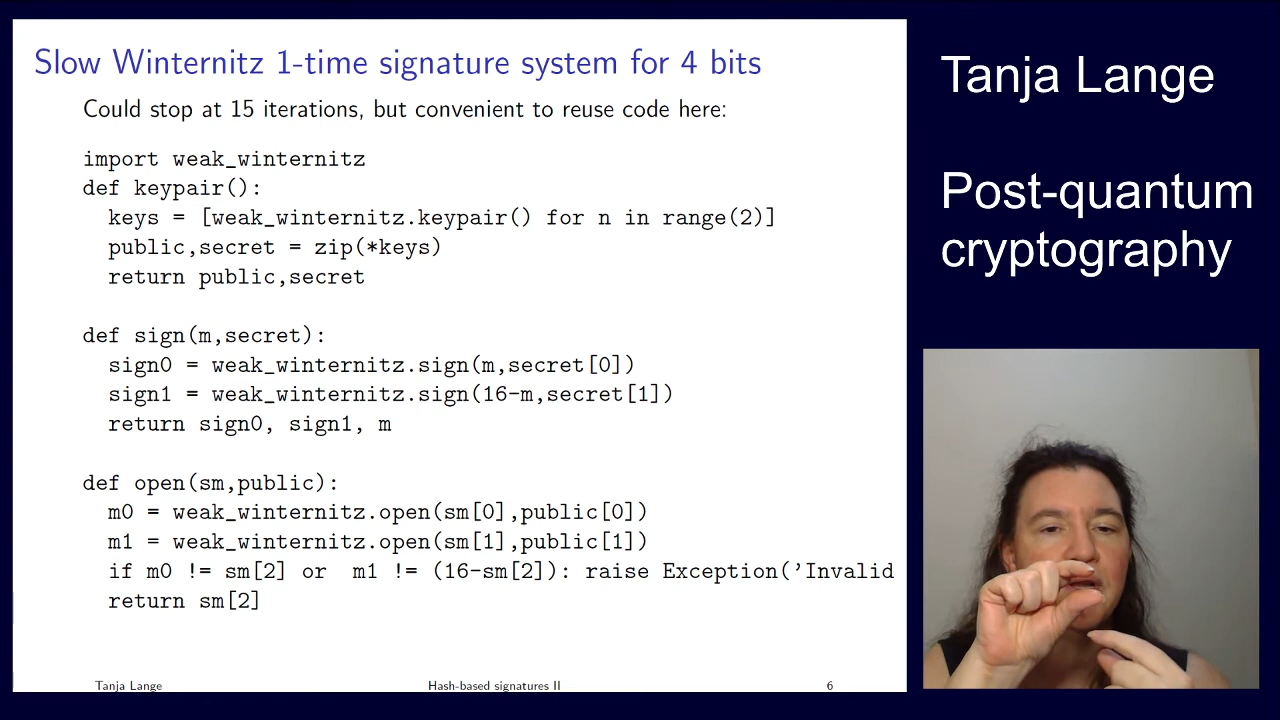 Slow Winternitz 1-time signature system for 4 bits
Could stop at 15 iterations, but convenient to reuse code here:
import weak_winternitz
def keypair():
  keys = [weak_winternitz.keypair() for n in range(2)]
  public,secret = zip(*keys)
  return public,secret
def sign(m,secret):
  sign0 = weak_winternitz.sign(m,secret[0])
  sign1 = weak_winternitz.sign(16-m,secret[1])
  return sign0, sign1, m
def open(sm,public):
  m0 = weak_winternitz.open(sm[0],public[0])
  m1 = weak_winternitz.open(sm[1],public[1])
  if m0 != sm[2] or  m1 != (16-sm[2]): raise Exception('Invalid
  return sm[2]
Tanja Lange
Hash-based signatures II
6
Tanja Lange
Post-quantum
cryptography